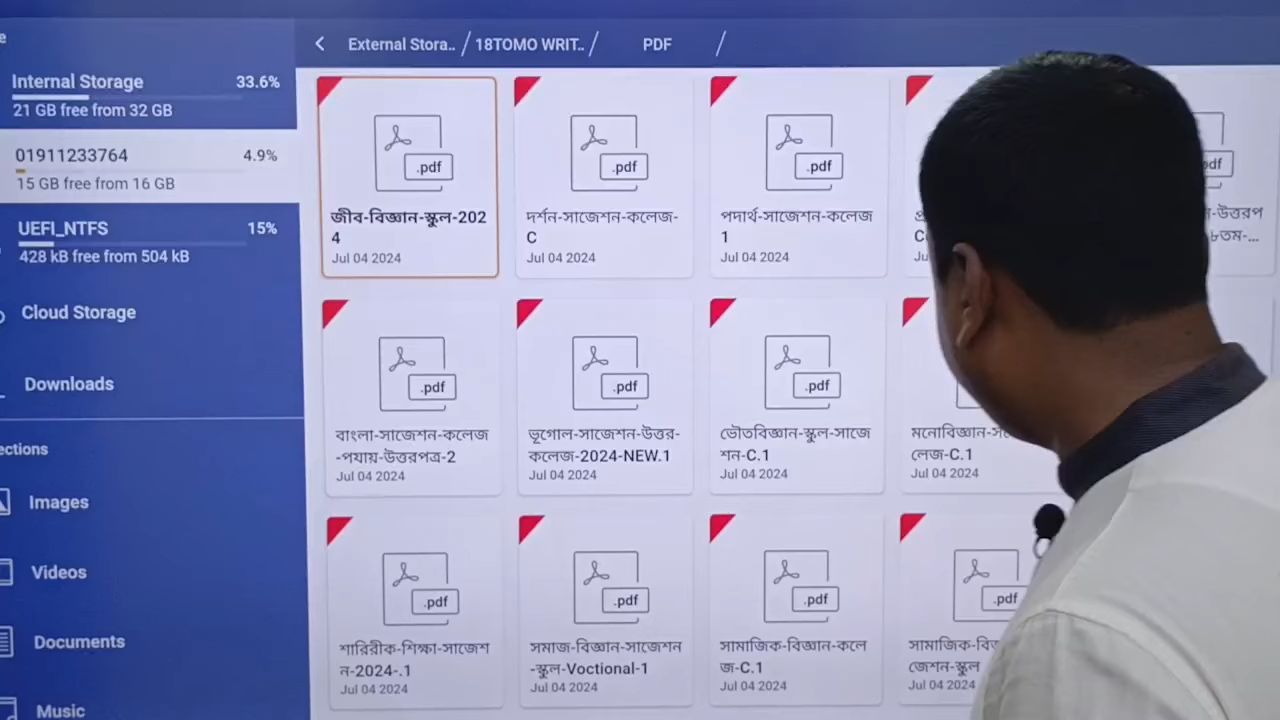 External Stora.. / 18TOMO WRIT.. / PDF /
Internal Storage 33.6%
21 GB free from 32 GB
01911233764 4.9%
15 GB free from 16 GB
UEFI_NTFS 15%
428 kB free from 504 kB
Cloud Storage
Downloads
Images
Videos
Documents
Music
.pdf
জীব-বিজ্ঞান-স্কুল-202
4
Jul 04 2024
.pdf
দর্শন-সাজেশন-কলেজ-
C
Jul 04 2024
.pdf
পদার্থ-সাজেশন-কলেজ
1
Jul 04 2024
.pdf
বাংলা-সাজেশন-কলেজ
-পযায়-উত্তরপত্র-2
Jul 04 2024
.pdf
ভূগোল-সাজেশন-উত্তর-
কলেজ-2024-NEW.1
Jul 04 2024
.pdf
ভৌতবিজ্ঞান-স্কুল-সাজে
শন-C.1
Jul 04 2024
মনোবিজ্ঞান-
লেজ-C.1
Jul 04 2024
.pdf
শারিরীক-শিক্ষা-সাজেশ
ন-2024-.1
Jul 04 2024
.pdf
সমাজ-বিজ্ঞান-সাজেশন
-স্কুল-Voctional-1
Jul 04 2024
.pdf
সামাজিক-বিজ্ঞান-কলে
জ-C.1
Jul 04 2024
.pdf
সামাজিক-
জেশন-স্কুল
Jul 04 2024